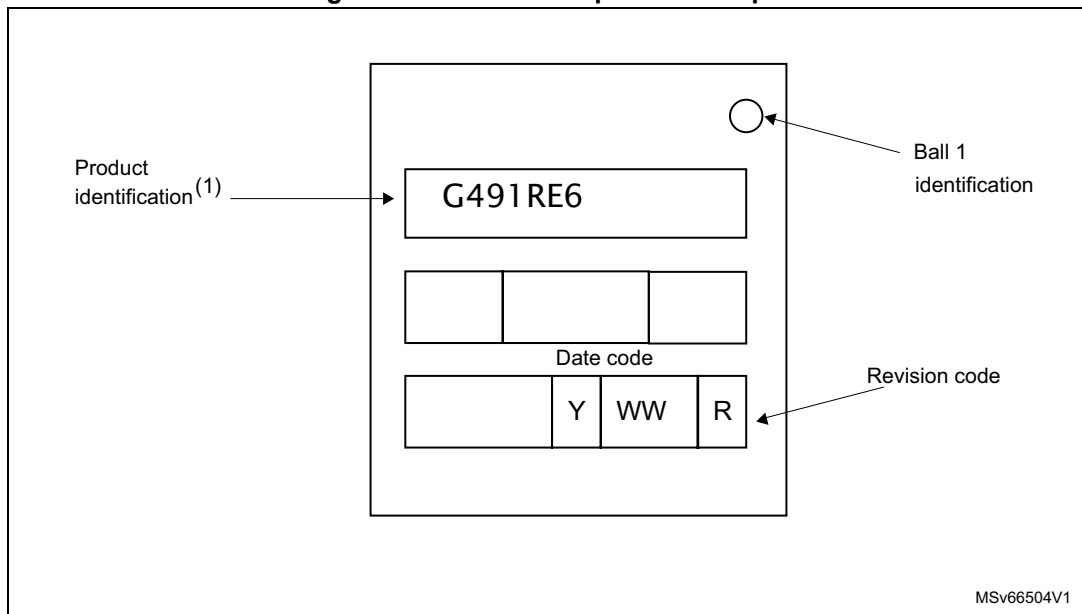 Product
identification(1)
G491RE6
Ball 1
identification
Date code
Y WW R
Revision code
MSv66504V1